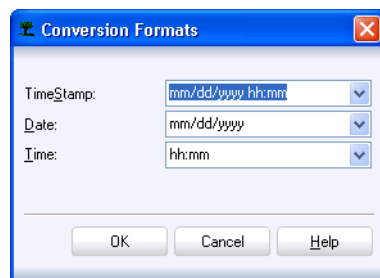 Conversion Formats
TimeStamp: mm/dd/yyyy hh:mm
Date: mm/dd/yyyy
Time: hh:mm
OK Cancel Help